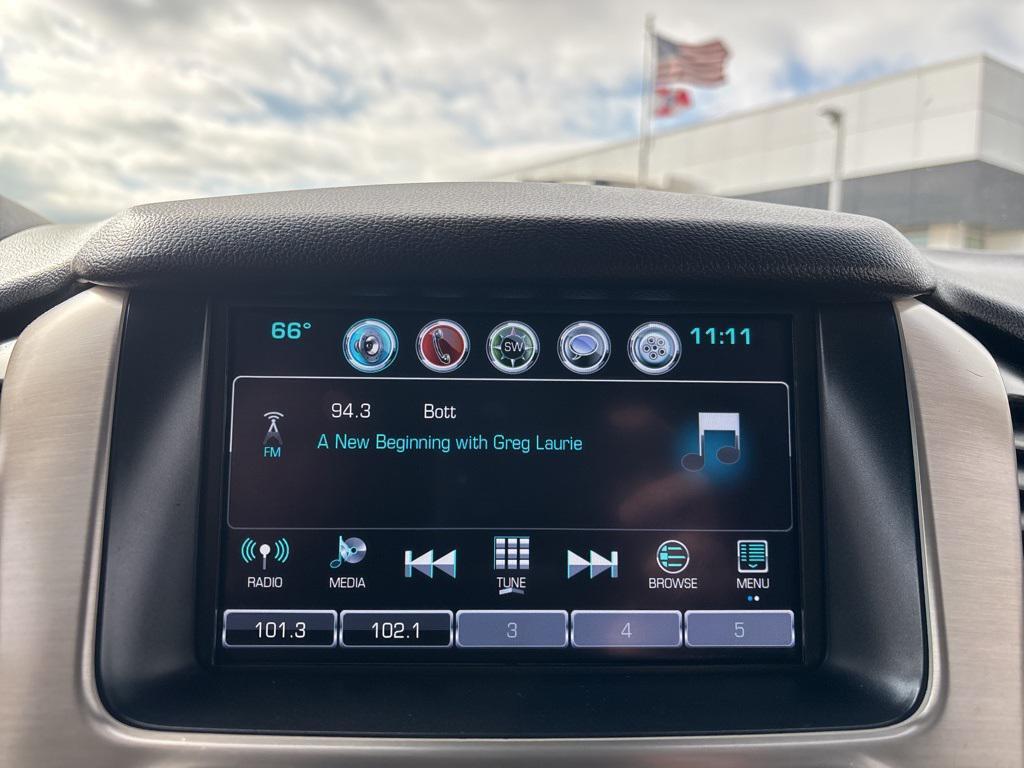 66° SW 11:11
94.3 Bott
FM A New Beginning with Greg Laurie
RADIO MEDIA TUNE BROWSE MENU
101.3 102.1 3 4 5